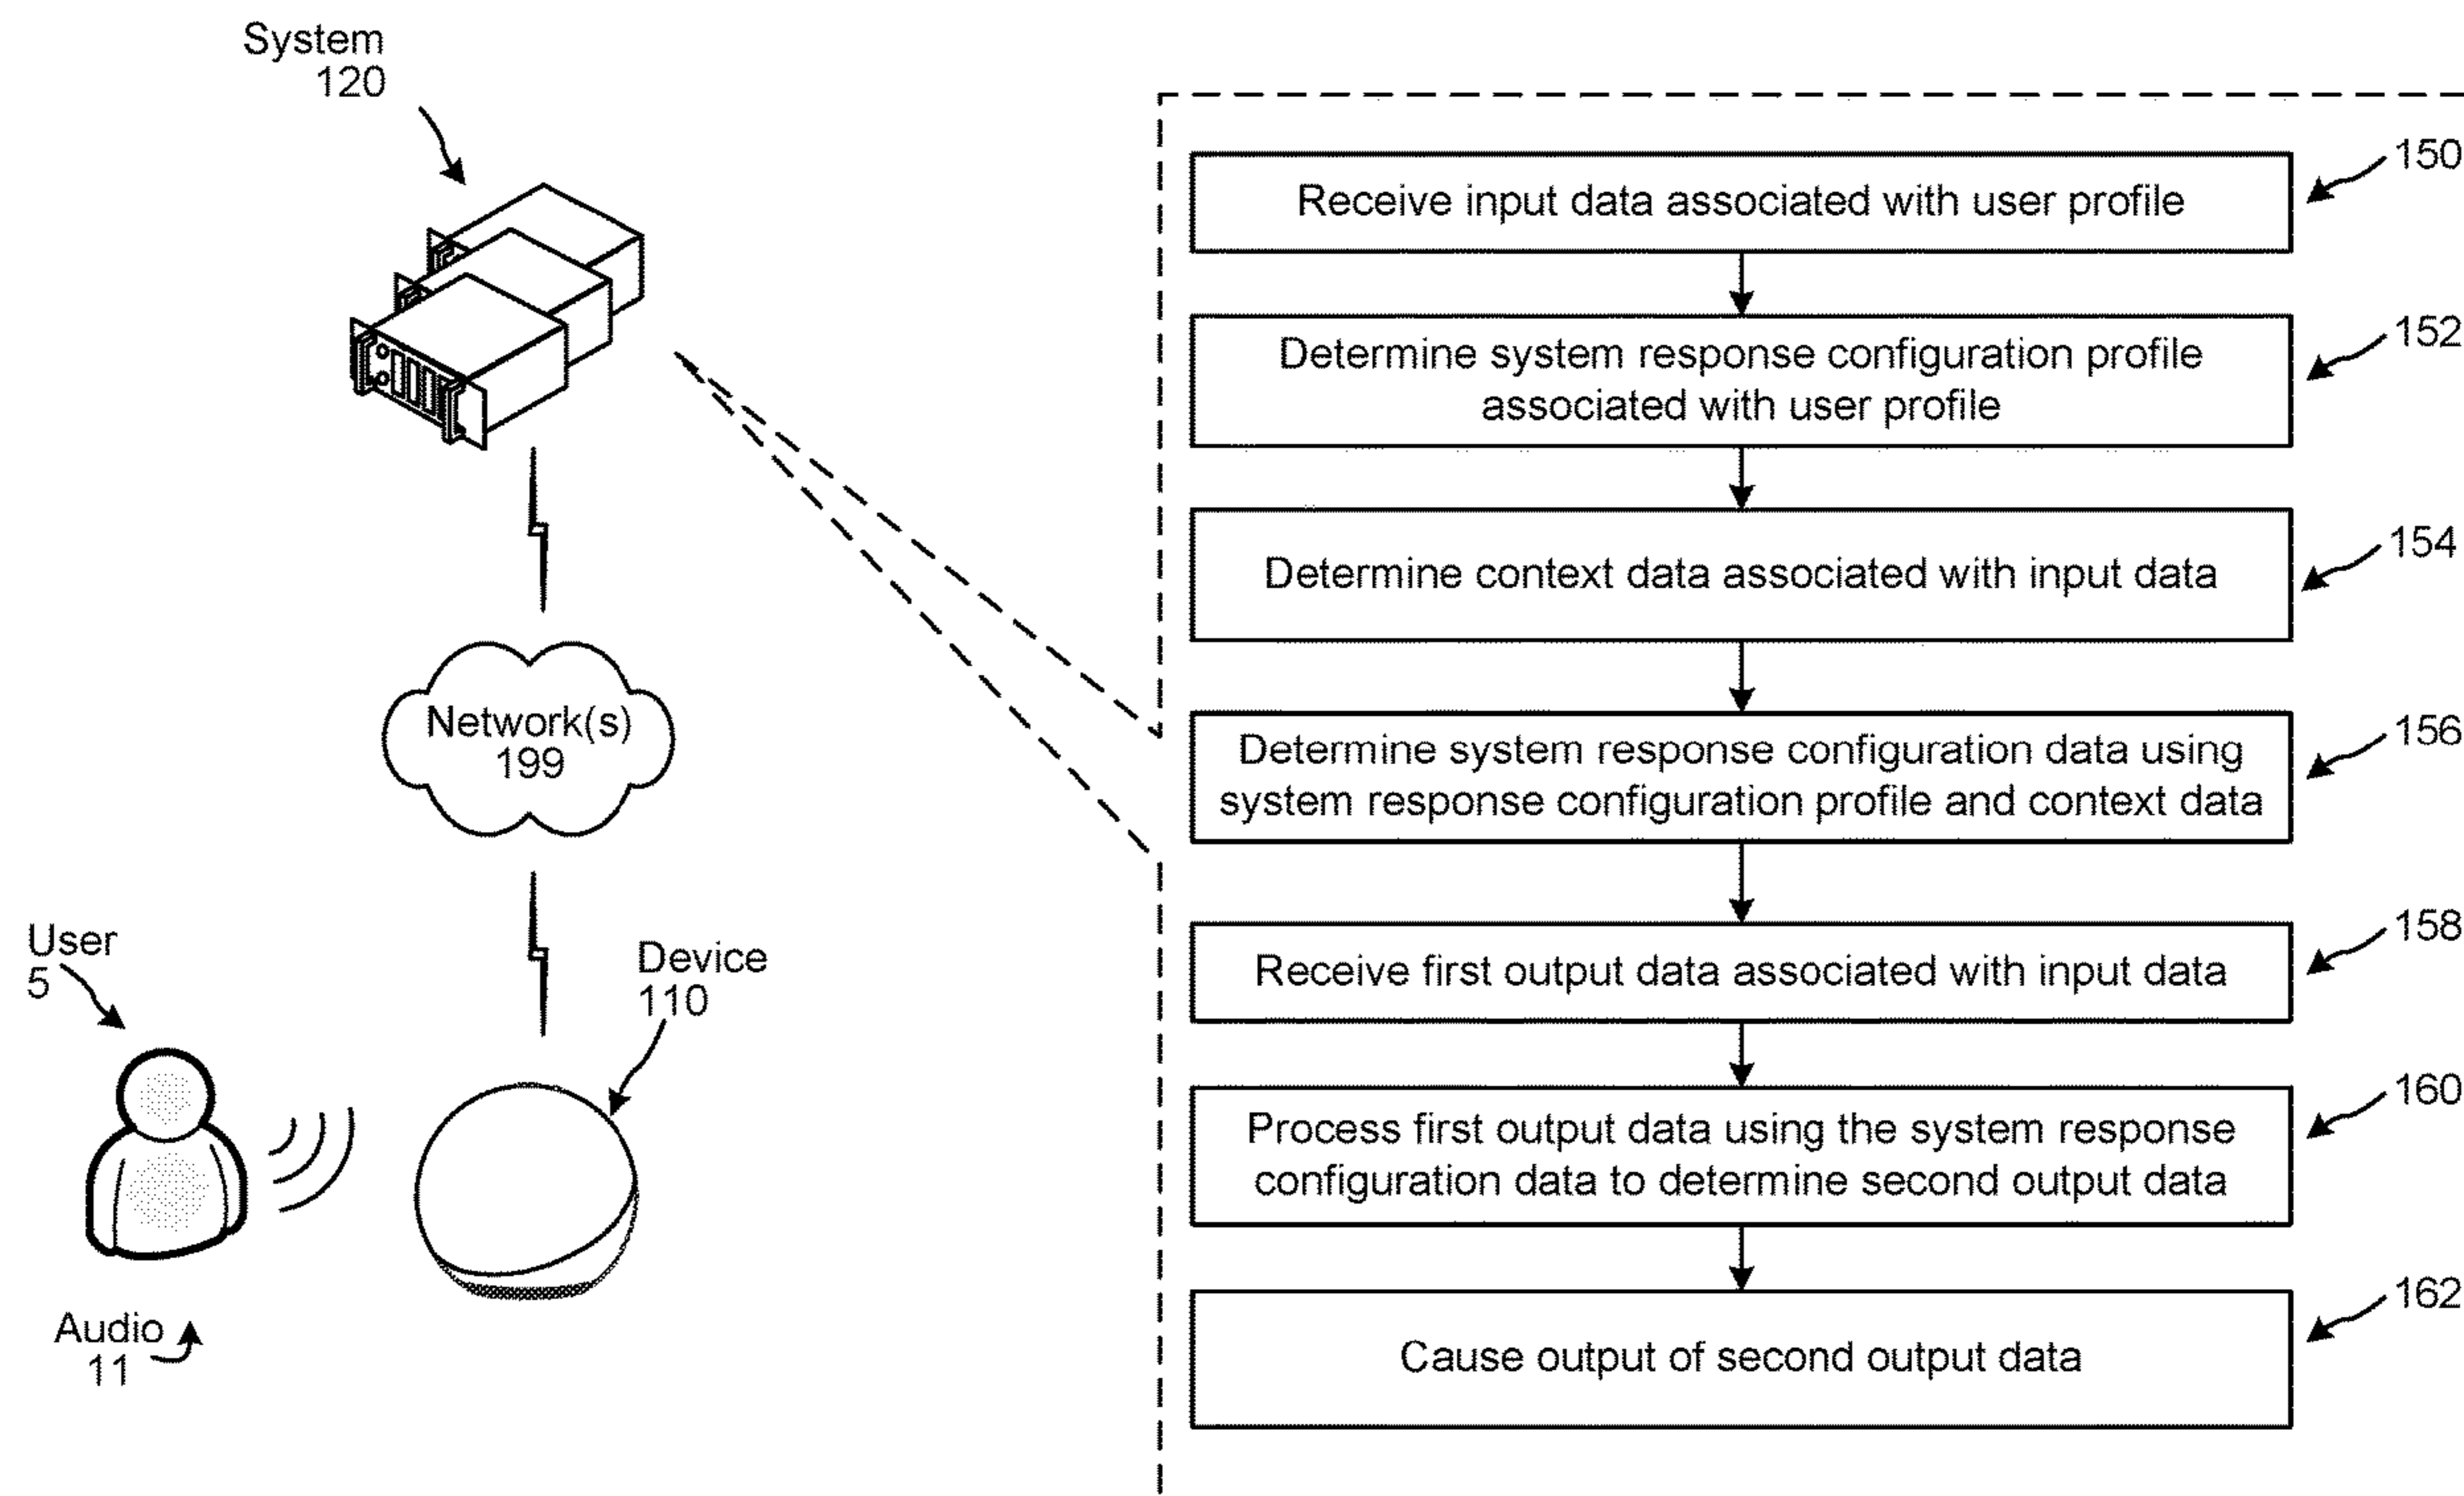 System
120
Network(s)
199
User
5
Device
110
Audio
11
150
Receive input data associated with user profile
152
Determine system response configuration profile
associated with user profile
154
Determine context data associated with input data
156
Determine system response configuration data using
system response configuration profile and context data
158
Receive first output data associated with input data
160
Process first output data using the system response
configuration data to determine second output data
162
Cause output of second output data